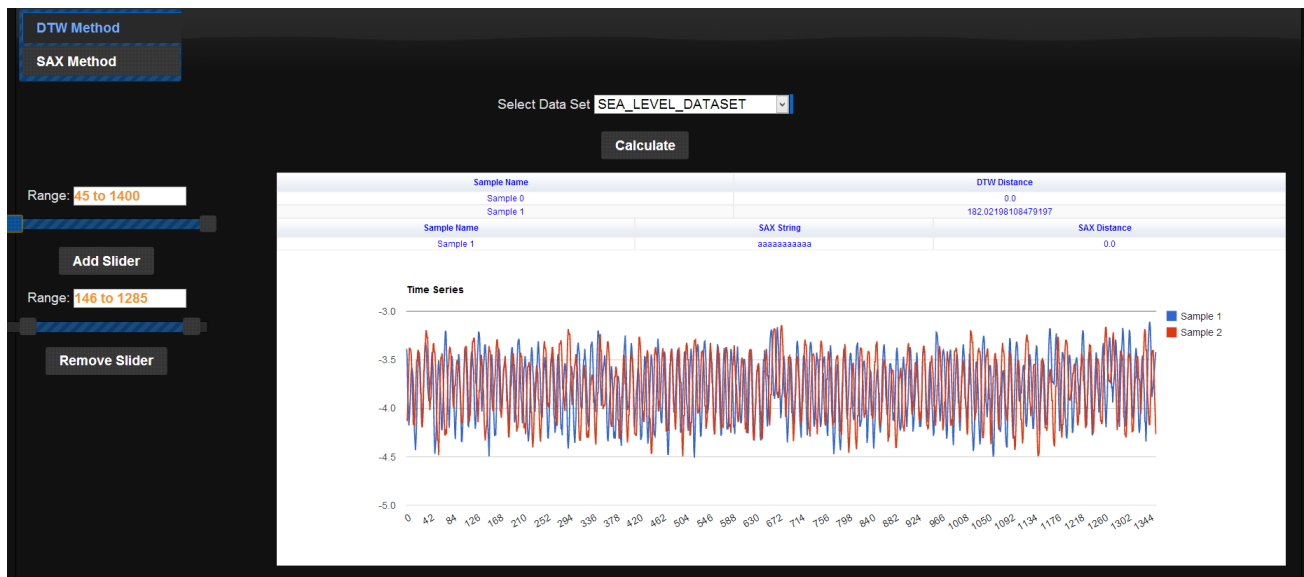 DTW Method
SAX Method
Select Data Set SEA_LEVEL_DATASET
Calculate
Range: 45 to 1400
Add Slider
Range: 146 to 1285
Remove Slider
Sample Name DTW Distance
Sample 0 0.0
Sample 1 182.02198108479197
Sample Name SAX String SAX Distance
Sample 1 aaaaaaaaaaa 0.0
Time Series
-3.0
-3.5
-4.0
-4.5
-5.0
0 42 84 126 168 210 252 294 336 378 420 462 504 546 588 630 672 714 756 798 840 882 924 966 1008 1050 1092 1134 1176 1218 1260 1302 1344
Sample 1
Sample 2